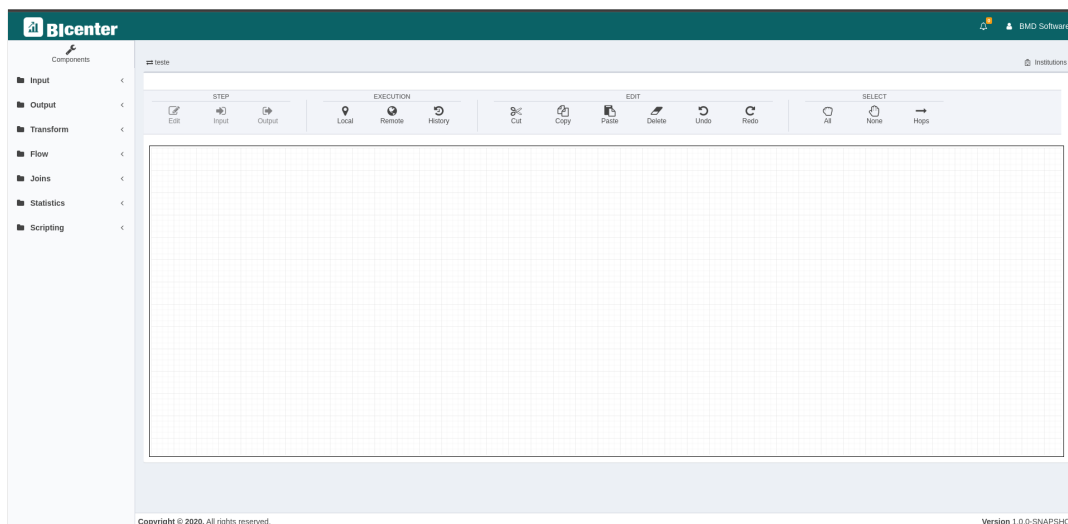 BIcenter
BMD Software
Components
teste
Institutions
Input
Output
Transform
Flow
Joins
Statistics
Scripting
STEP EXECUTION EDIT SELECT
Edit Input Output Local Remote History Cut Copy Paste Delete Undo Redo All None Hops
Copyright © 2020. All rights reserved.
Version 1.0.0-SNAPSHO